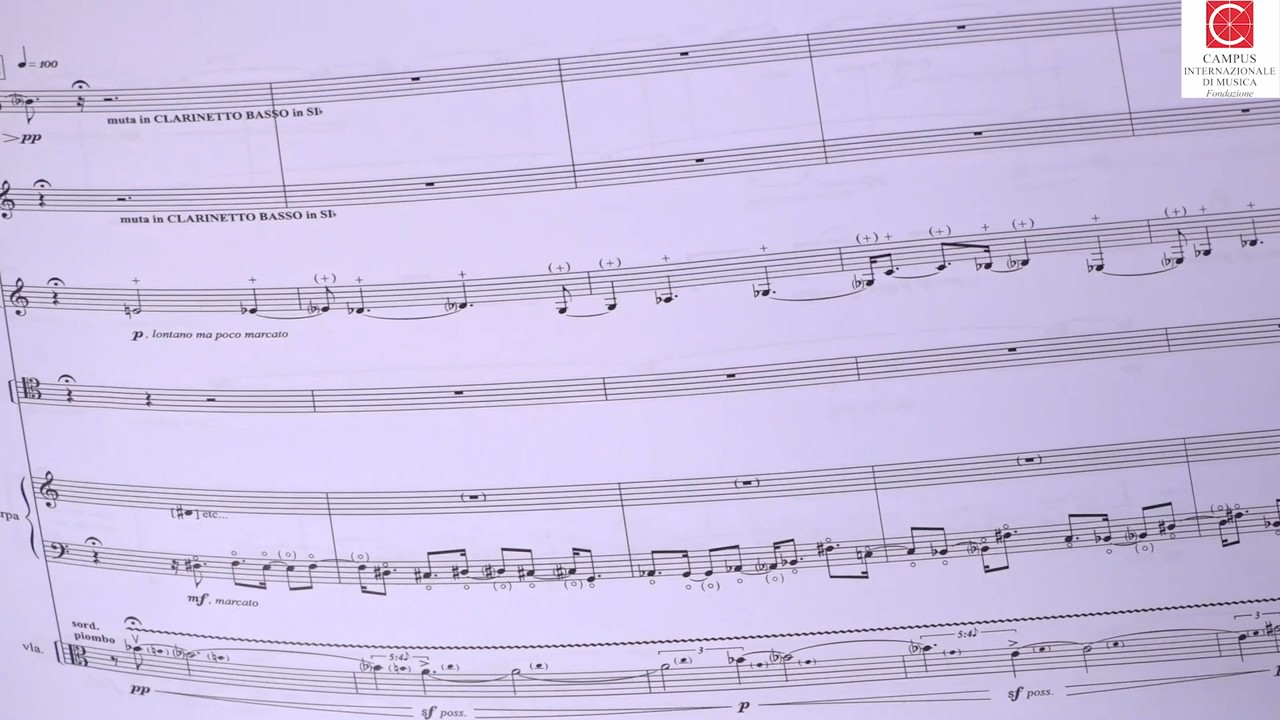 = 100
CAMPUS
INTERNAZIONALE
DI MUSICA
Fondazione
muta in CLARINETTO BASSO in SI♭
pp
muta in CLARINETTO BASSO in SI♭
p, lontano ma poco marcato
[♯] etc...
rpa
mf, marcato
sord.
piombo
vla.
5:4
3
5:4
3
pp
sf poss.
p
sf poss.